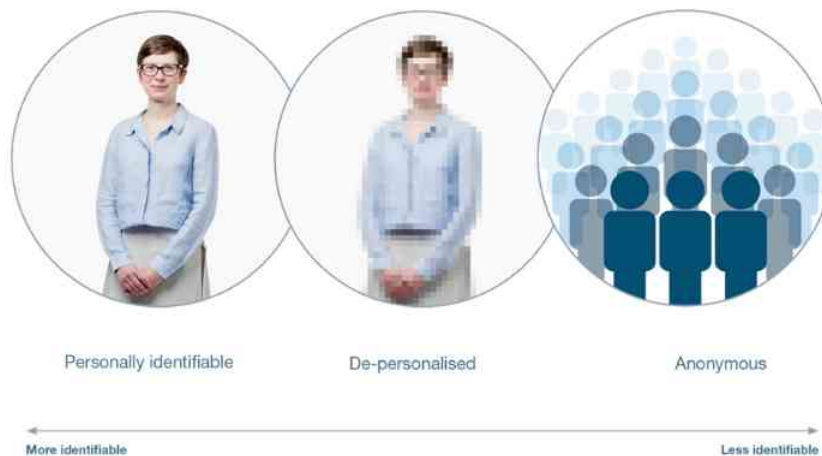 Personally identifiable
De-personalised
Anonymous
More identifiable
Less identifiable